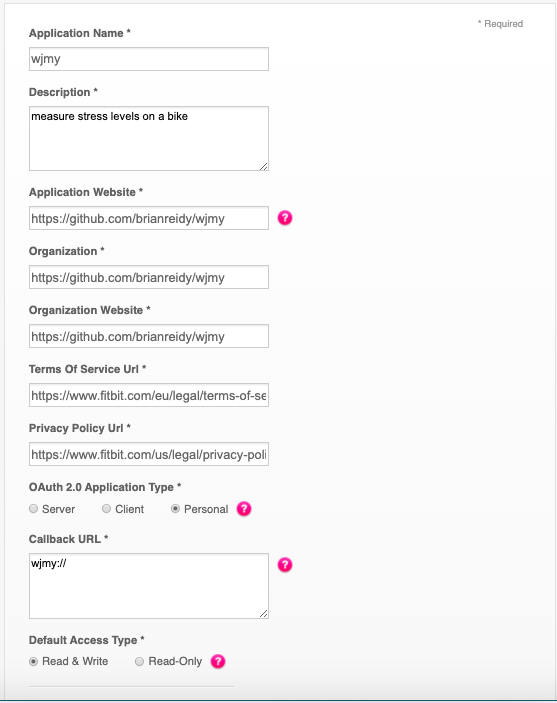 * Required
Application Name *
wjmy
Description *
measure stress levels on a bike
Application Website *
https://github.com/brianreidy/wjmy
?
Organization *
https://github.com/brianreidy/wjmy
Organization Website *
https://github.com/brianreidy/wjmy
Terms Of Service Url *
https://www.fitbit.com/eu/legal/terms-of-se
Privacy Policy Url *
https://www.fitbit.com/us/legal/privacy-poli
OAuth 2.0 Application Type *
Server Client Personal ?
Callback URL *
wjmy://
?
Default Access Type *
Read & Write Read-Only ?